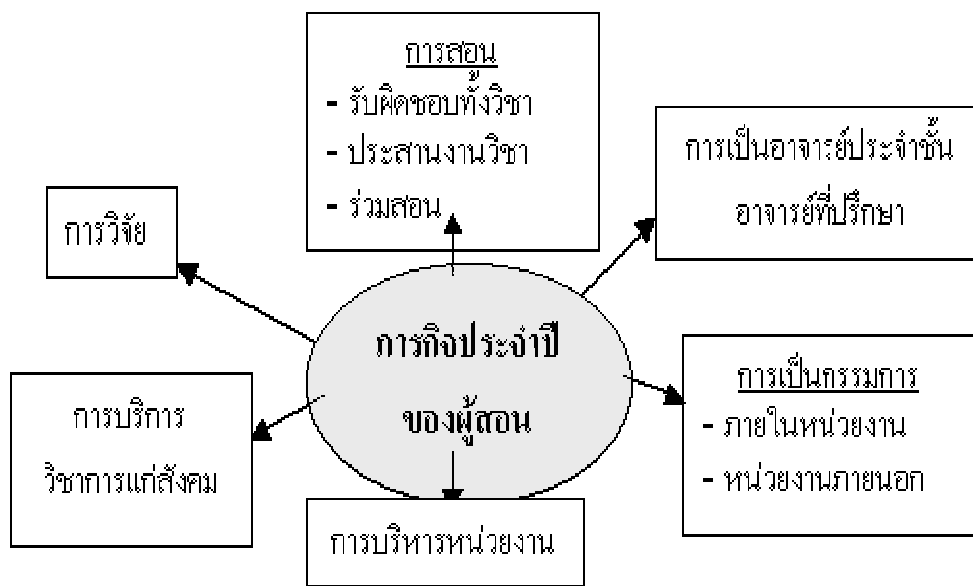 การสอน
- รับผิดชอบทั้งวิชา
- ประสานงานวิชา
- ร่วมสอน
การเป็นอาจารย์ประจำชั้น
อาจารย์ที่ปรึกษา
การวิจัย
ภารกิจประจำปี
ของผู้สอน
การเป็นกรรมการ
- ภายในหน่วยงาน
- หน่วยงานภายนอก
การบริการ
วิชาการแก่สังคม
การบริหารหน่วยงาน